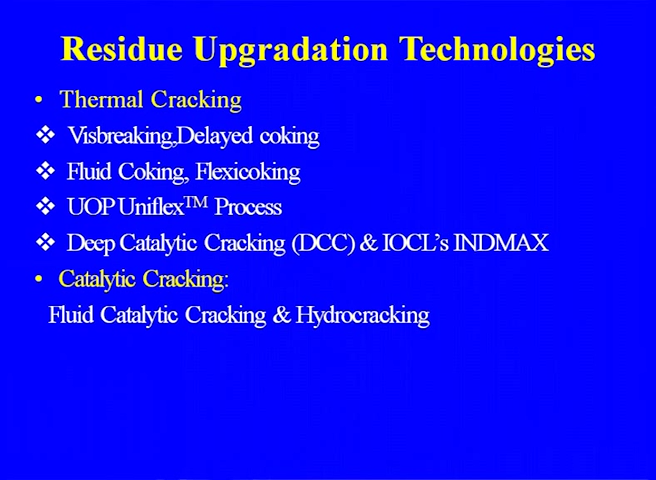 Residue Upgradation Technologies
• Thermal Cracking
❖ Visbreaking,Delayed coking
❖ Fluid Coking, Flexicoking
❖ UOP Uniflex™ Process
❖ Deep Catalytic Cracking (DCC) & IOCL's INDMAX
• Catalytic Cracking:
Fluid Catalytic Cracking & Hydrocracking